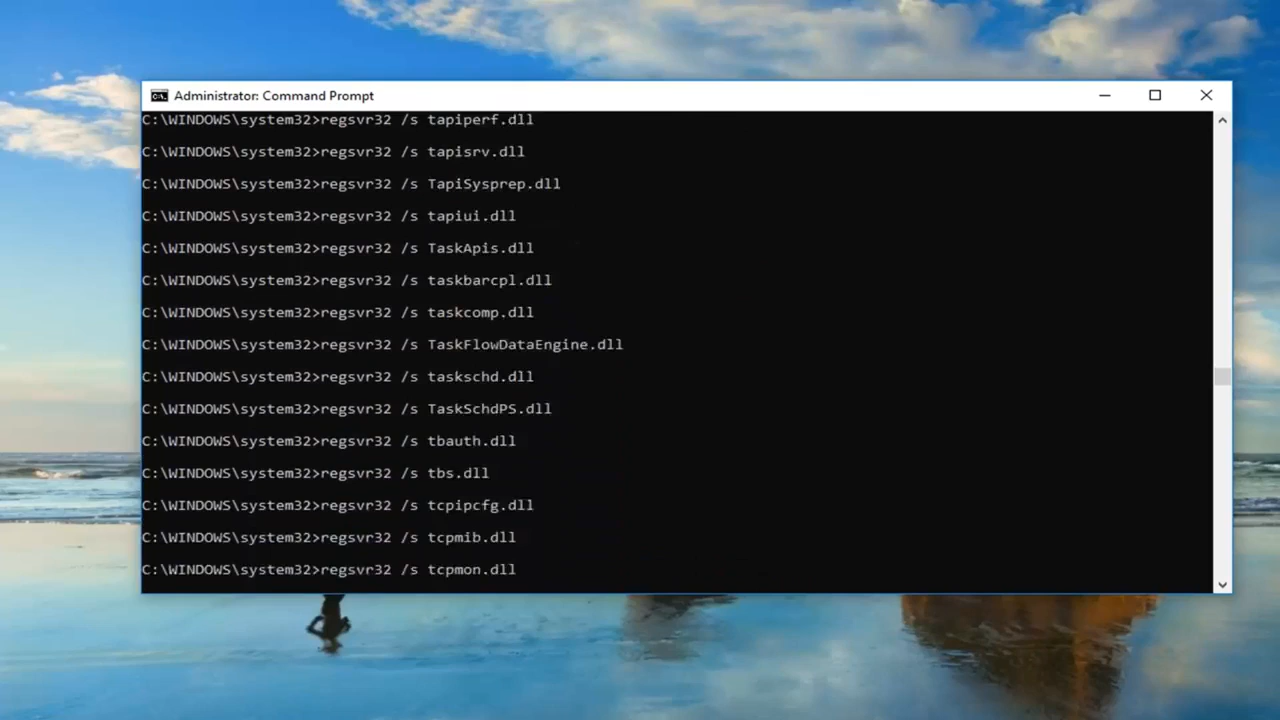 Administrator: Command Prompt
C:\WINDOWS\system32>regsvr32 /s tapiperf.dll
C:\WINDOWS\system32>regsvr32 /s tapisrv.dll
C:\WINDOWS\system32>regsvr32 /s TapiSysprep.dll
C:\WINDOWS\system32>regsvr32 /s tapiui.dll
C:\WINDOWS\system32>regsvr32 /s TaskApis.dll
C:\WINDOWS\system32>regsvr32 /s taskbarcpl.dll
C:\WINDOWS\system32>regsvr32 /s taskcomp.dll
C:\WINDOWS\system32>regsvr32 /s TaskFlowDataEngine.dll
C:\WINDOWS\system32>regsvr32 /s taskschd.dll
C:\WINDOWS\system32>regsvr32 /s TaskSchdPS.dll
C:\WINDOWS\system32>regsvr32 /s tbauth.dll
C:\WINDOWS\system32>regsvr32 /s tbs.dll
C:\WINDOWS\system32>regsvr32 /s tcpipcfg.dll
C:\WINDOWS\system32>regsvr32 /s tcpmib.dll
C:\WINDOWS\system32>regsvr32 /s tcpmon.dll